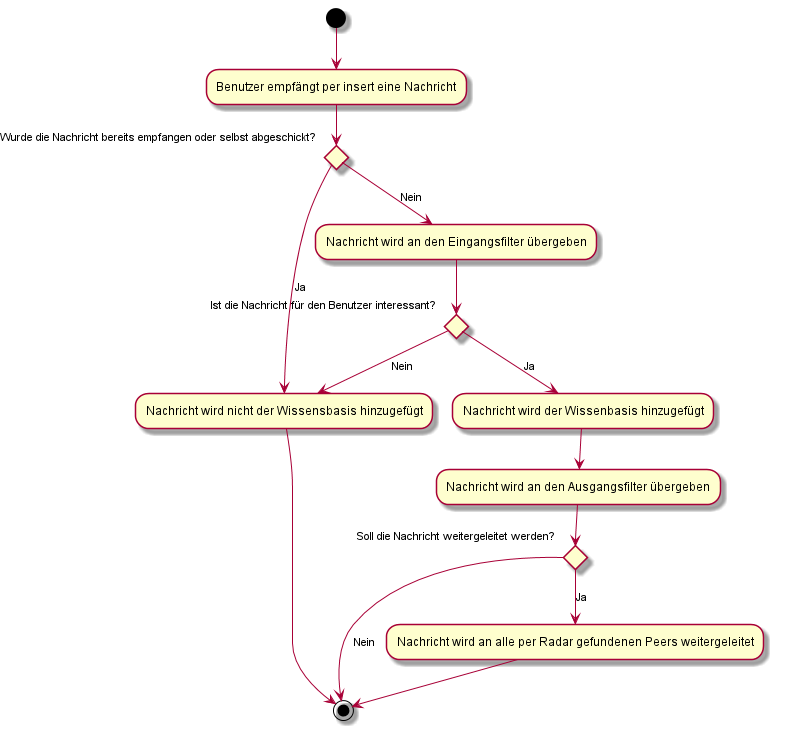 Benutzer empfängt per insert eine Nachricht
Wurde die Nachricht bereits empfangen oder selbst abgeschickt?
Nein
Nachricht wird an den Eingangsfilter übergeben
Ja
Ist die Nachricht für den Benutzer interessant?
Nein
Ja
Nachricht wird nicht der Wissensbasis hinzugefügt
Nachricht wird der Wissenbasis hinzugefügt
Nachricht wird an den Ausgangsfilter übergeben
Soll die Nachricht weitergeleitet werden?
Ja
Nein
Nachricht wird an alle per Radar gefundenen Peers weitergeleitet